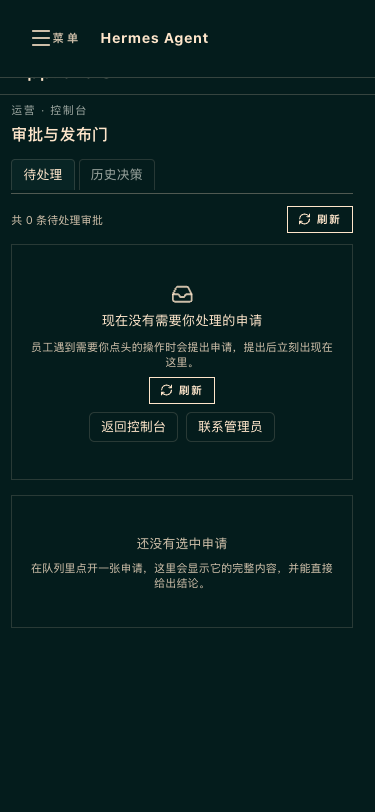 菜单
Hermes Agent
运营 · 控制台
审批与发布门
待处理
历史决策
共 0 条待处理审批
刷新
现在没有需要你处理的申请
员工遇到需要你点头的操作时会提出申请，提出后立刻出现在
这里。
刷新
返回控制台
联系管理员
还没有选中申请
在队列里点开一张申请，这里会显示它的完整内容，并能直接
给出结论。